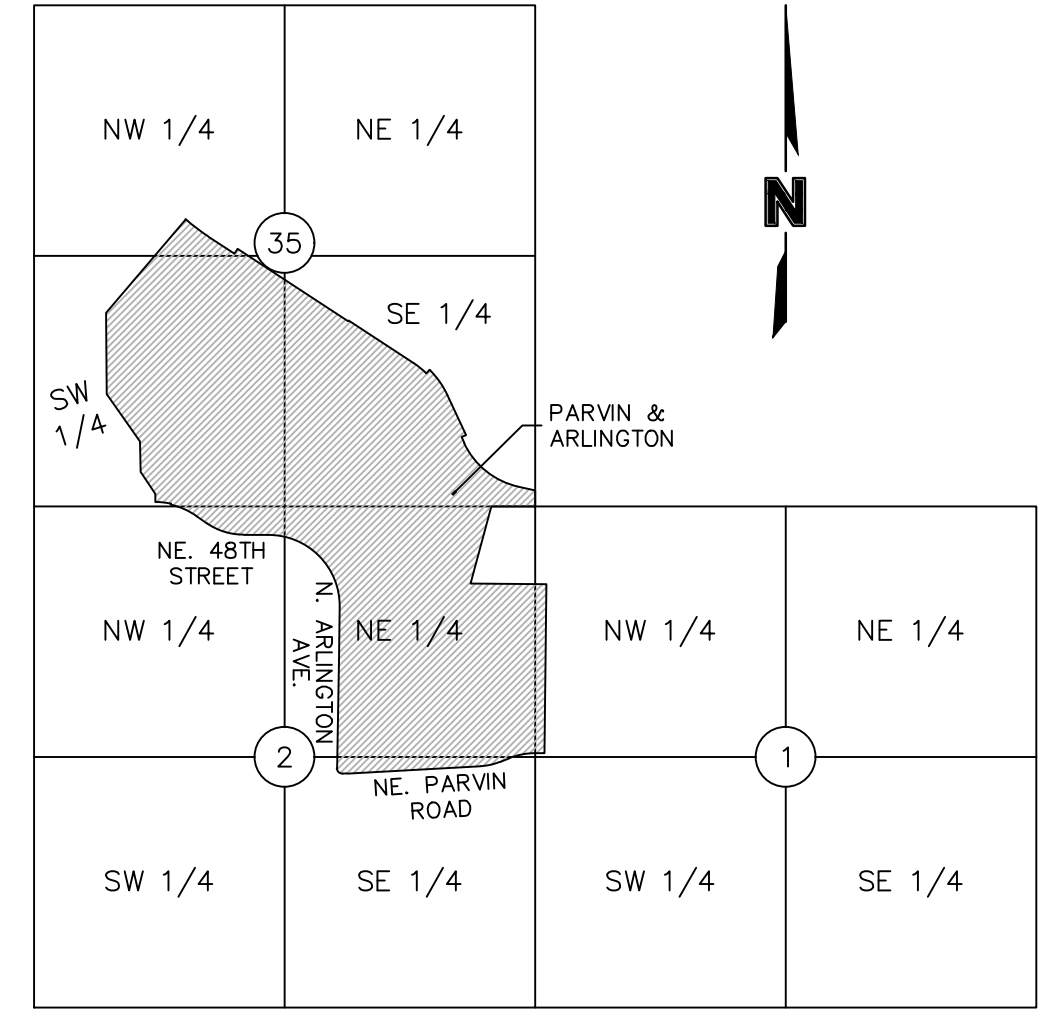 NW 1/4
NE 1/4
N
35
SE 1/4
SW
1/4
PARVIN &
ARLINGTON
NE. 48TH
STREET
N. ARLINGTON
AVE.
NW 1/4
NE 1/4
NW 1/4
NE 1/4
2
1
NE. PARVIN
ROAD
SW 1/4
SE 1/4
SW 1/4
SE 1/4